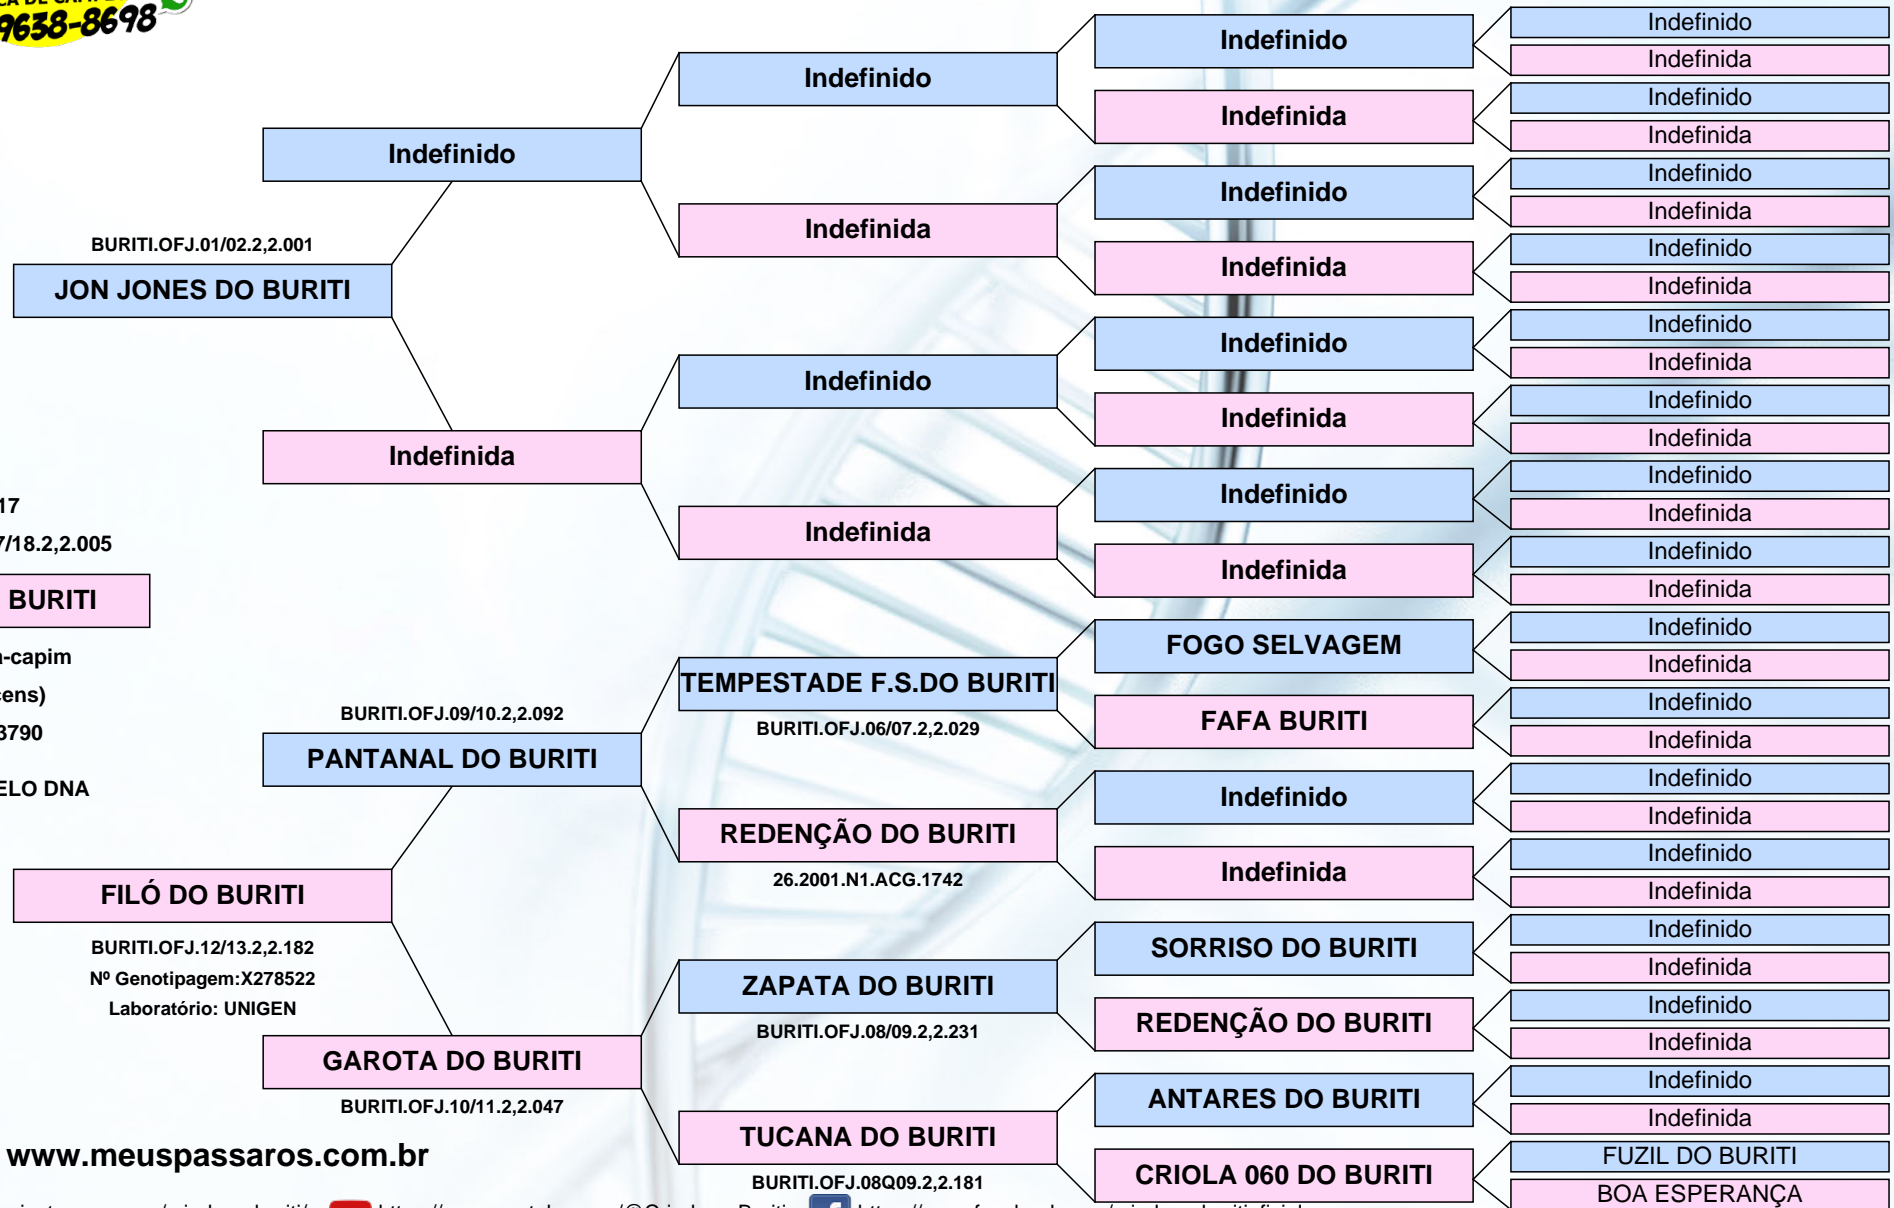 9638-8698
BURITI.OFJ.01/02.2,2.001
JON JONES DO BURITI
17
7/18.2,2.005
BURITI
a-capim
cens)
3790
ELO DNA
FILÓ DO BURITI
BURITI.OFJ.12/13.2,2.182
Nº Genotipagem:X278522
Laboratório: UNIGEN
Indefinido
Indefinida
BURITI.OFJ.09/10.2,2.092
PANTANAL DO BURITI
GAROTA DO BURITI
BURITI.OFJ.10/11.2,2.047
Indefinido
Indefinida
Indefinido
Indefinida
TEMPESTADE F.S.DO BURITI
BURITI.OFJ.06/07.2,2.029
REDENÇÃO DO BURITI
26.2001.N1.ACG.1742
ZAPATA DO BURITI
BURITI.OFJ.08/09.2,2.231
TUCANA DO BURITI
BURITI.OFJ.08Q09.2,2.181
Indefinido
Indefinida
Indefinido
Indefinida
Indefinido
Indefinida
Indefinido
Indefinida
FOGO SELVAGEM
FAFA BURITI
Indefinido
Indefinida
SORRISO DO BURITI
REDENÇÃO DO BURITI
ANTARES DO BURITI
CRIOLA 060 DO BURITI
Indefinido
Indefinida
Indefinido
Indefinida
Indefinido
Indefinida
Indefinido
Indefinida
Indefinido
Indefinida
Indefinido
Indefinida
Indefinido
Indefinida
Indefinido
Indefinida
Indefinido
Indefinida
Indefinido
Indefinida
Indefinido
Indefinida
Indefinido
Indefinida
Indefinido
Indefinida
Indefinido
Indefinida
Indefinido
Indefinida
FUZIL DO BURITI
BOA ESPERANÇA
www.meuspassaros.com.br